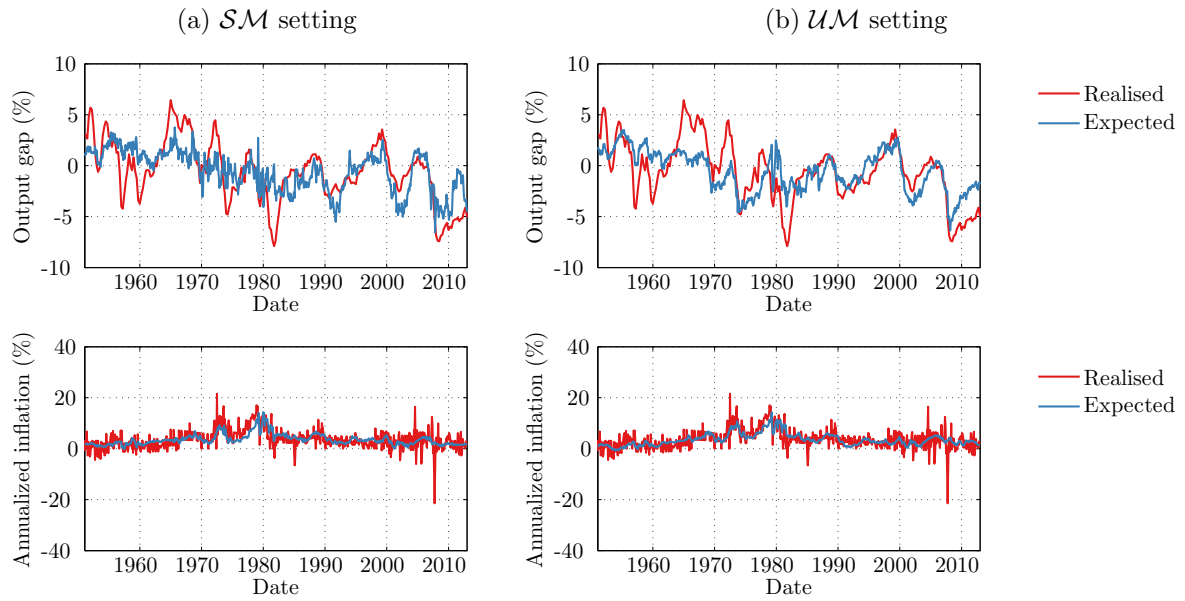 (a) 𝒮ℳ setting
(b) 𝒰ℳ setting
Output gap (%)
10
5
0
-5
-10
1960 1970 1980 1990 2000 2010
Date
Output gap (%)
10
5
0
-5
-10
1960 1970 1980 1990 2000 2010
Date
Realised
Expected
Annualized inflation (%)
40
20
0
-20
-40
1960 1970 1980 1990 2000 2010
Date
Annualized inflation (%)
40
20
0
-20
-40
1960 1970 1980 1990 2000 2010
Date
Realised
Expected